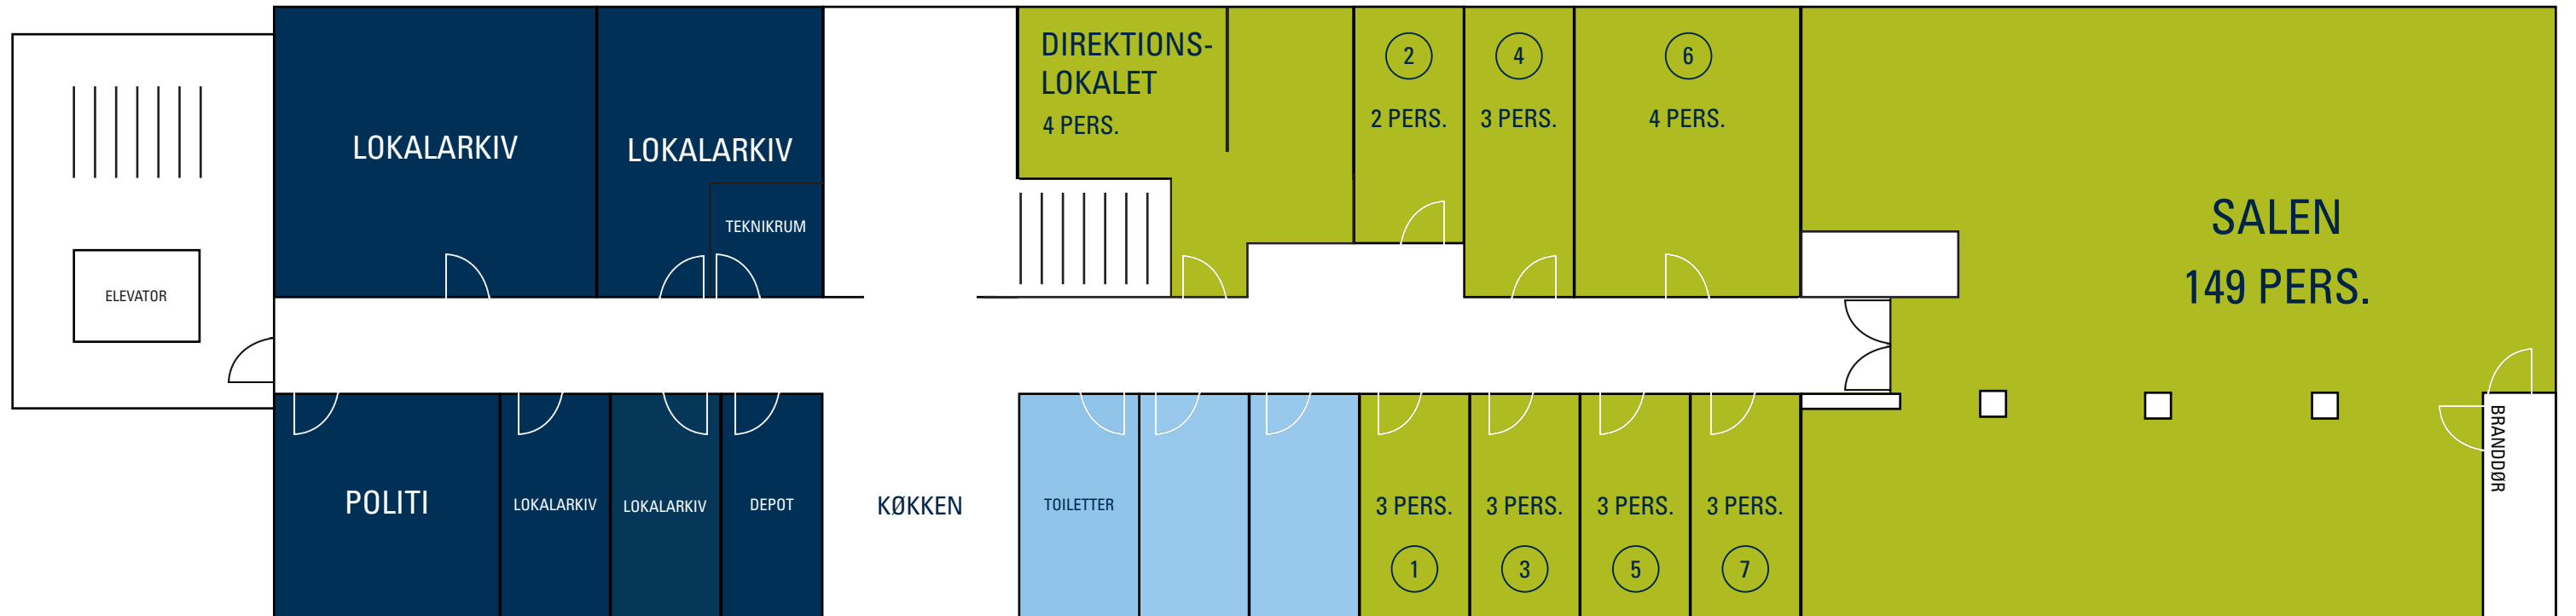 DIREKTIONS-
LOKALET
4 PERS.
2
2 PERS.
4
3 PERS.
6
4 PERS.
LOKALARKIV
LOKALARKIV
TEKNIKRUM
ELEVATOR
SALEN
149 PERS.
POLITI
LOKALARKIV
LOKALARKIV
DEPOT
KØKKEN
TOILETTER
3 PERS.
1
3 PERS.
3
3 PERS.
5
3 PERS.
7
BRANDDØR